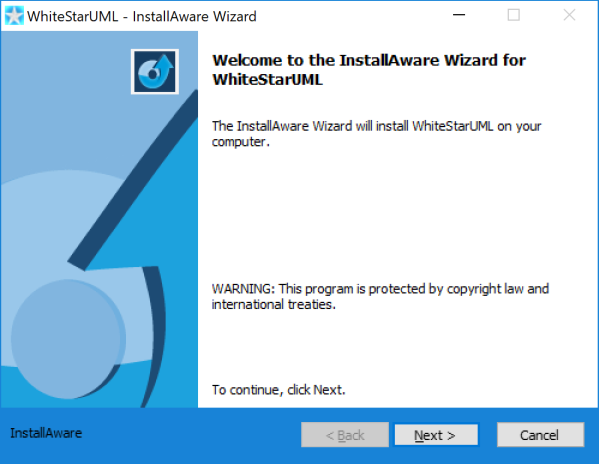 WhiteStarUML - InstallAware Wizard
Welcome to the InstallAware Wizard for
WhiteStarUML
The InstallAware Wizard will install WhiteStarUML on your
computer.
WARNING: This program is protected by copyright law and
international treaties.
To continue, click Next.
InstallAware
< Back
Next >
Cancel